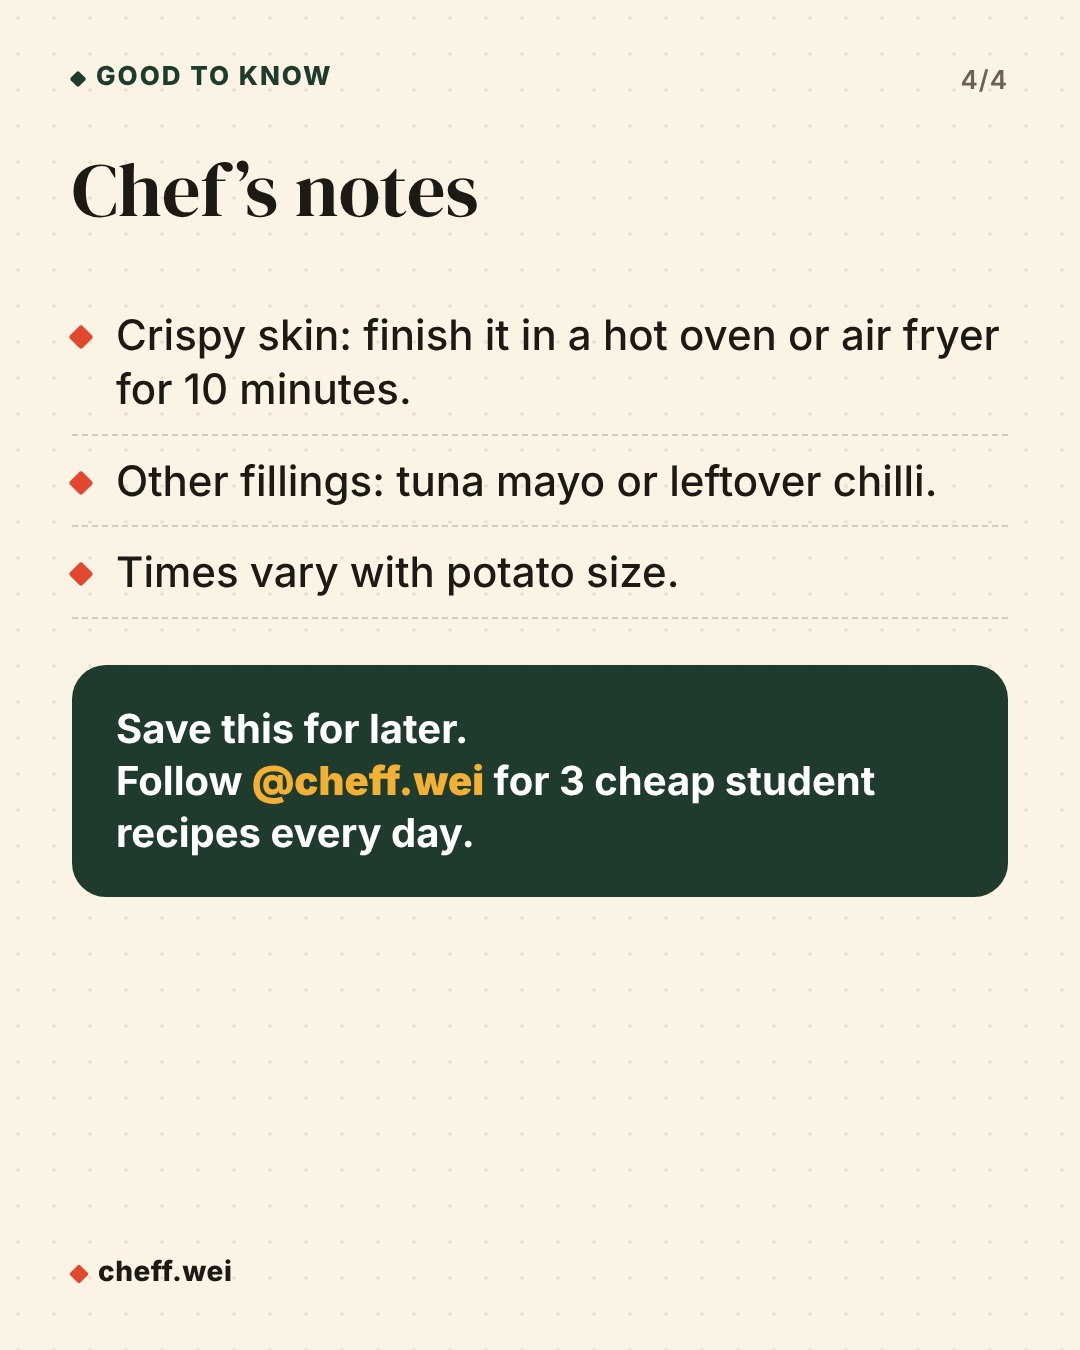 GOOD TO KNOW
4/4
Chef’s notes
Crispy skin: finish it in a hot oven or air fryer
for 10 minutes.
Other fillings: tuna mayo or leftover chilli.
Times vary with potato size.
Save this for later.
Follow @cheff.wei for 3 cheap student
recipes every day.
cheff.wei